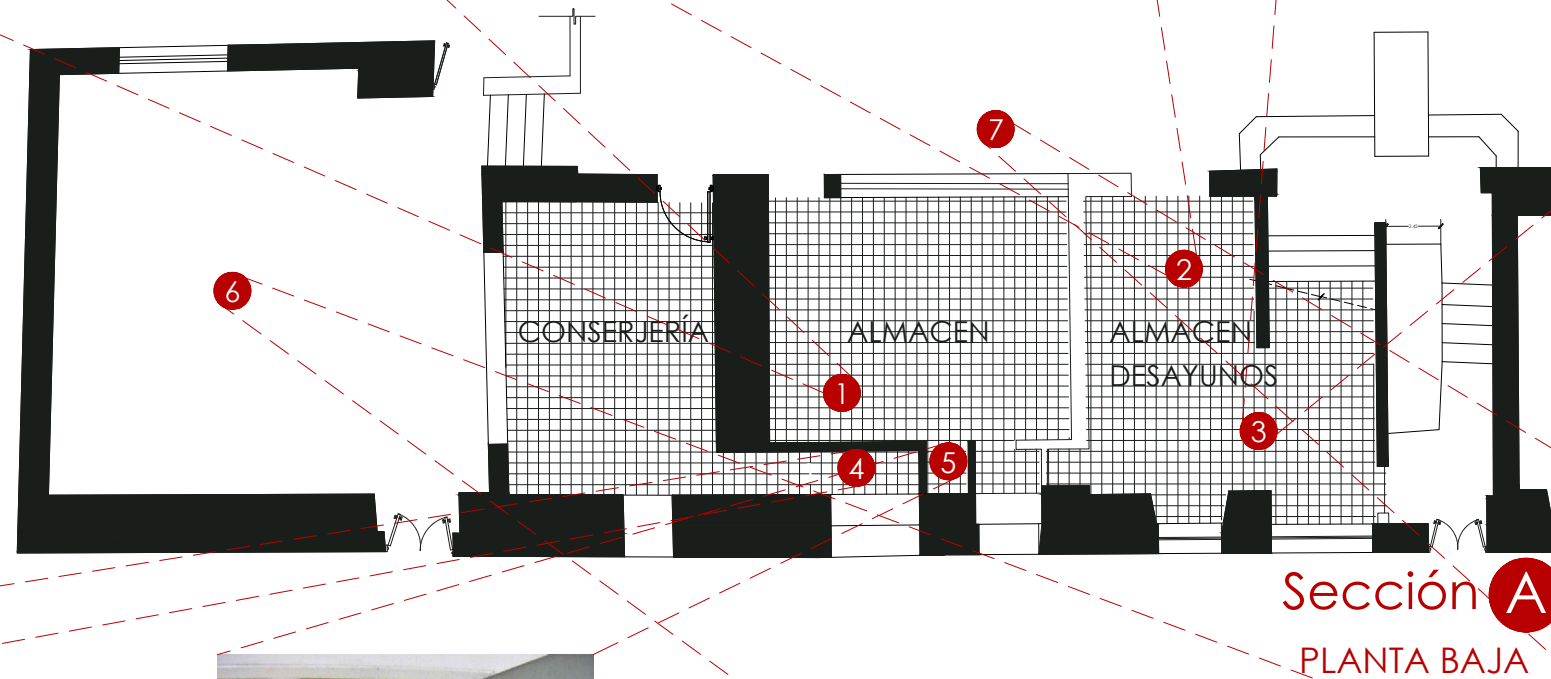 7
2
6
CONSERJERÍA
ALMACEN
ALMACEN
DESAYUNOS
1
3
4
5
Sección A
PLANTA BAJA